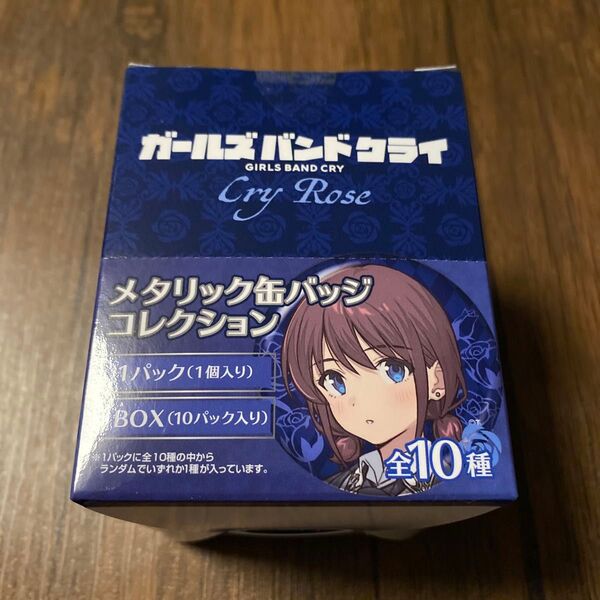 ガールズバンドクライ
GIRLS BAND CRY
Cry Rose
メタリック缶バッジ
コレクション
1パック(1個入り)
BOX(10パック入り)
※1パックに全10種の中から
ランダムでいずれか1種が入っています。
全10種